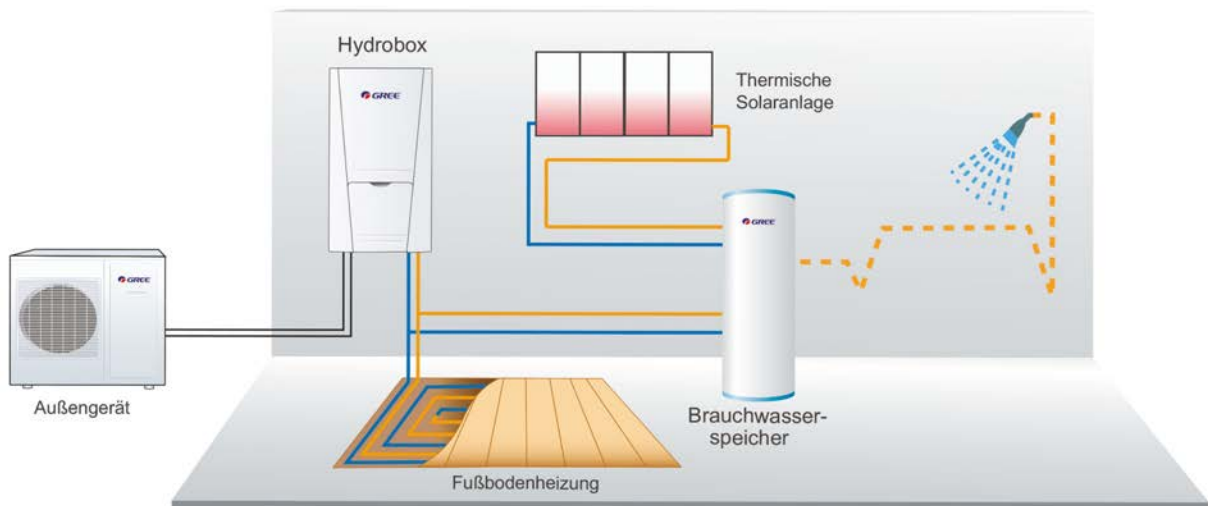 Hydrobox
GREE
Thermische
Solaranlage
GREE
GREE
Außengerät
Brauchwasser-
speicher
Fußbodenheizung